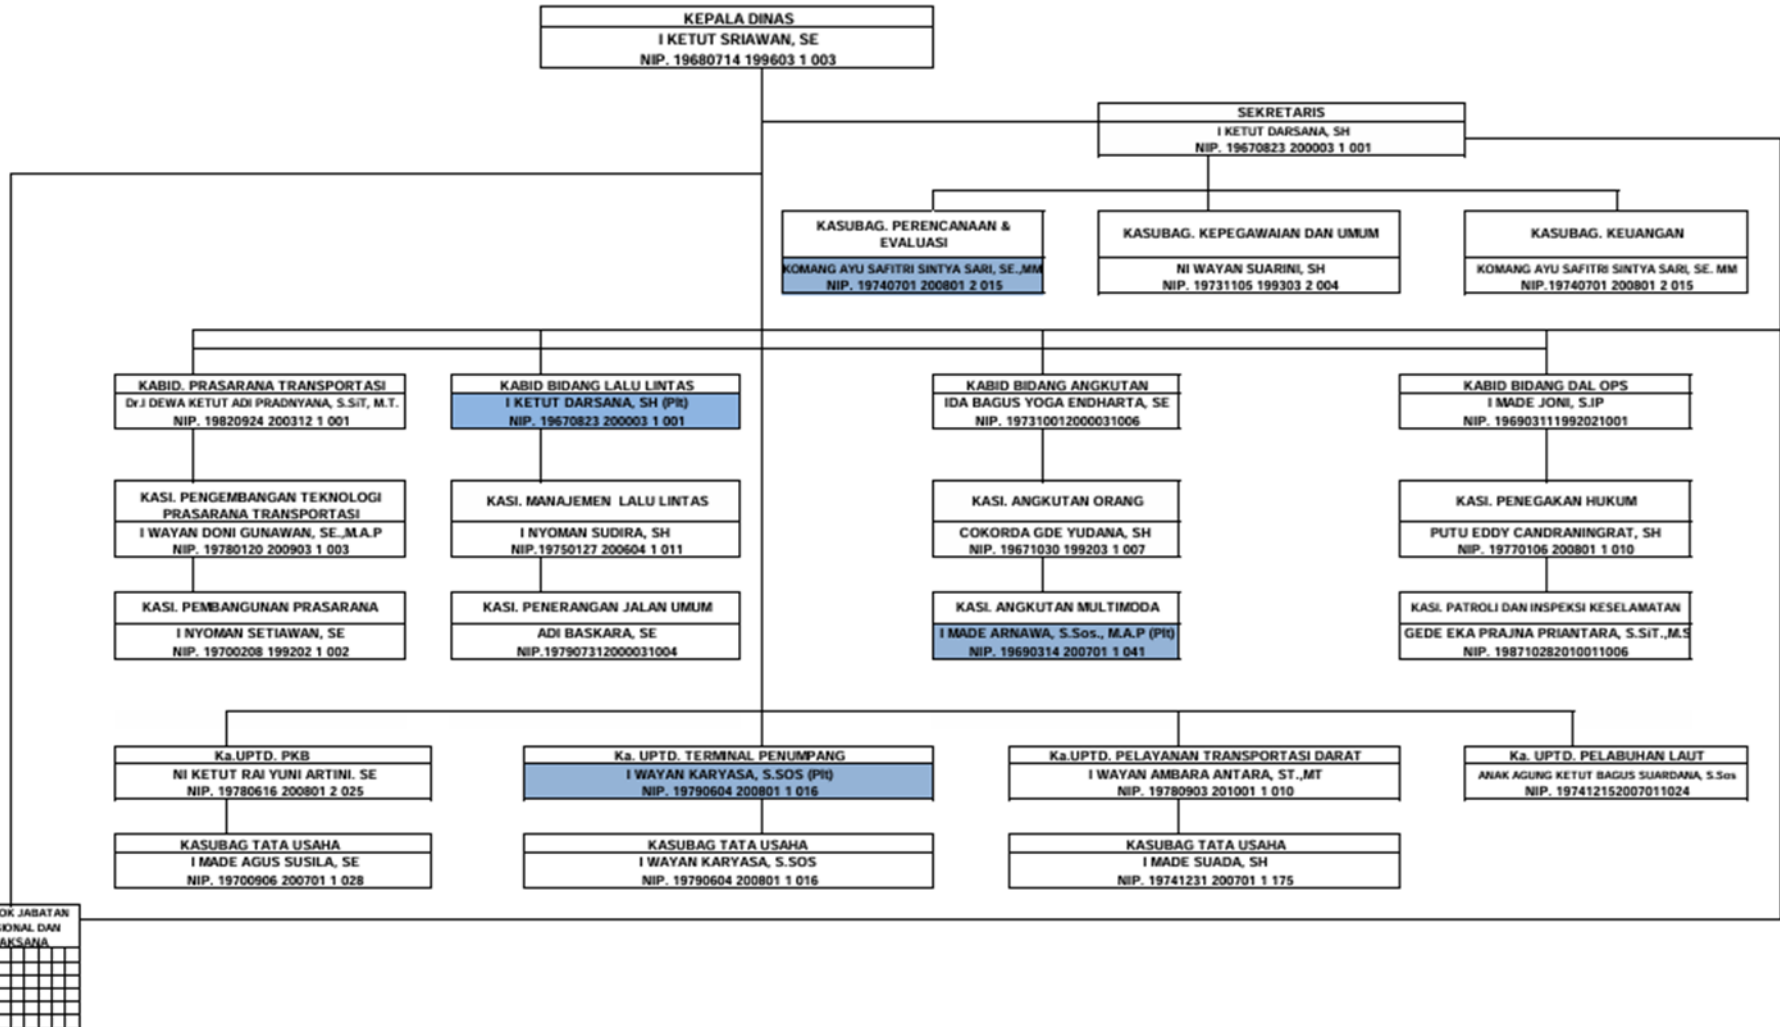 KEPALA DINAS
I KETUT SRIAWAN, SE
NIP. 19680714 199603 1 003
SEKRETARIS
I KETUT DARSANA, SH
NIP. 19670823 200003 1 001
KASUBAG. PERENCANAAN &
EVALUASI
KOMANG AYU SAFITRI SINTYA SARI, SE.,MM
NIP. 19740701 200801 2 015
KASUBAG. KEPEGAWAIAN DAN UMUM
NI WAYAN SUARINI, SH
NIP. 19731105 199303 2 004
KASUBAG. KEUANGAN
KOMANG AYU SAFITRI SINTYA SARI, SE. MM
NIP.19740701 200801 2 015
KABID. PRASARANA TRANSPORTASI
Dr.I DEWA KETUT ADI PRADNYANA, S.SiT, M.T.
NIP. 19820924 200312 1 001
KABID BIDANG LALU LINTAS
I KETUT DARSANA, SH (Plt)
NIP. 19670823 200003 1 001
KABID BIDANG ANGKUTAN
IDA BAGUS YOGA ENDHARTA, SE
NIP. 197310012000031006
KABID BIDANG DAL OPS
I MADE JONI, S.IP
NIP. 196903111992021001
KASI. PENGEMBANGAN TEKNOLOGI
PRASARANA TRANSPORTASI
I WAYAN DONI GUNAWAN, SE.,M.A.P
NIP. 19780120 200903 1 003
KASI. MANAJEMEN LALU LINTAS
I NYOMAN SUDIRA, SH
NIP.19750127 200604 1 011
KASI. ANGKUTAN ORANG
COKORDA GDE YUDANA, SH
NIP. 19671030 199203 1 007
KASI. PENEGAKAN HUKUM
PUTU EDDY CANDRANINGRAT, SH
NIP. 19770106 200801 1 010
KASI. PEMBANGUNAN PRASARANA
I NYOMAN SETIAWAN, SE
NIP. 19700208 199202 1 002
KASI. PENERANGAN JALAN UMUM
ADI BASKARA, SE
NIP.197907312000031004
KASI. ANGKUTAN MULTIMODA
I MADE ARNAWA, S.Sos., M.A.P (Plt)
NIP. 19690314 200701 1 041
KASI. PATROLI DAN INSPEKSI KESELAMATAN
GEDE EKA PRAJNA PRIANTARA, S.SiT.,M.S
NIP. 198710282010011006
Ka.UPTD. PKB
NI KETUT RAI YUNI ARTINI. SE
NIP. 19780616 200801 2 025
Ka. UPTD. TERMINAL PENUMPANG
I WAYAN KARYASA, S.SOS (Plt)
NIP. 19790604 200801 1 016
Ka.UPTD. PELAYANAN TRANSPORTASI DARAT
I WAYAN AMBARA ANTARA, ST.,MT
NIP. 19780903 201001 1 010
Ka. UPTD. PELABUHAN LAUT
ANAK AGUNG KETUT BAGUS SUARDANA, S.Sos
NIP. 197412152007011024
KASUBAG TATA USAHA
I MADE AGUS SUSILA, SE
NIP. 19700906 200701 1 028
KASUBAG TATA USAHA
I WAYAN KARYASA, S.SOS
NIP. 19790604 200801 1 016
KASUBAG TATA USAHA
I MADE SUADA, SH
NIP. 19741231 200701 1 175
OK JABATAN
IONAL DAN
AKSANA